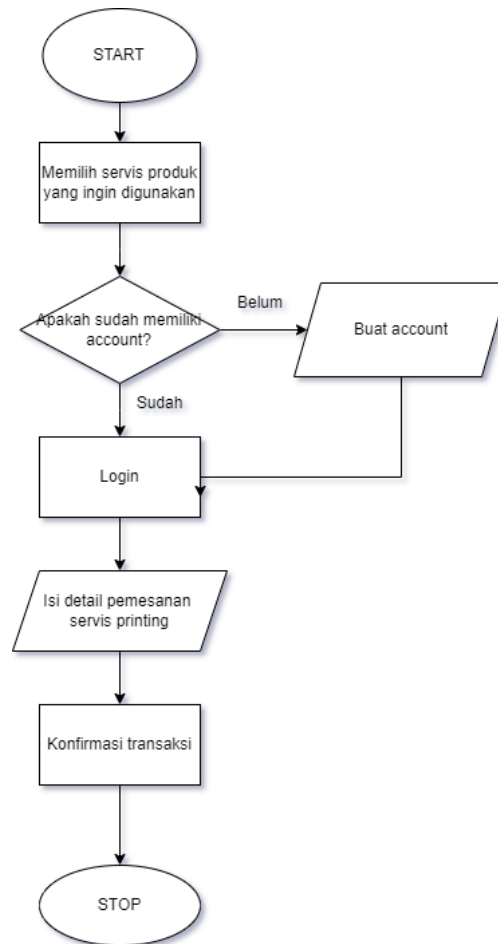 START
Memilih servis produk
yang ingin digunakan
Apakah sudah memiliki
account?
Belum
Buat account
Sudah
Login
Isi detail pemesanan
servis printing
Konfirmasi transaksi
STOP